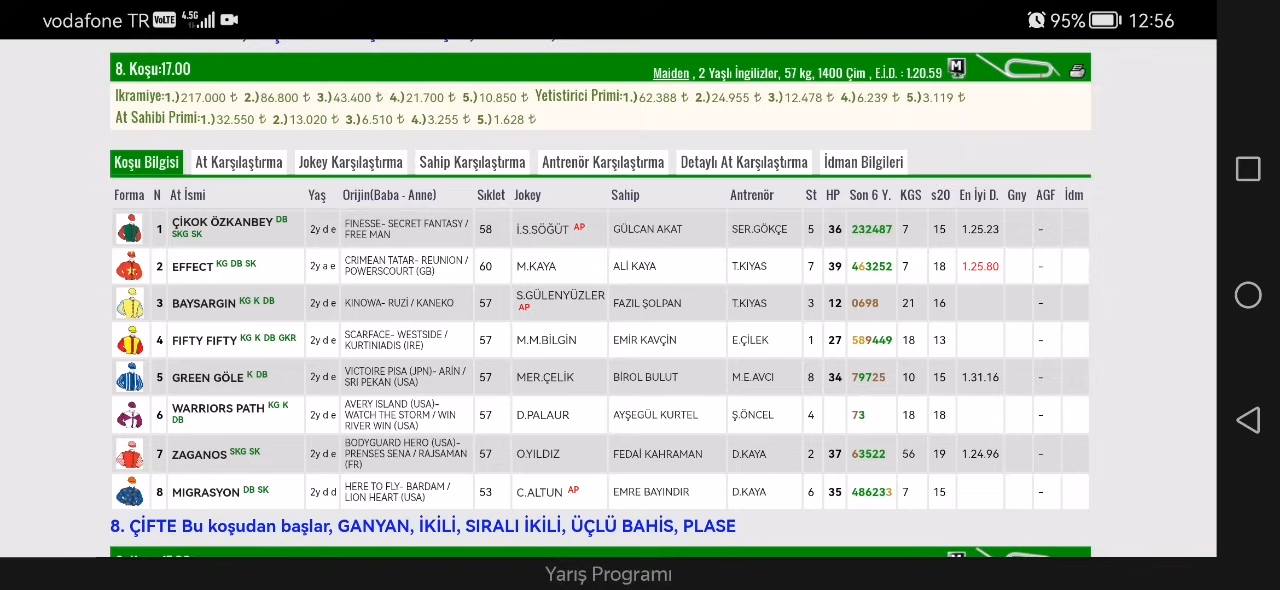 vodafone TR VoLTE 4.5G 95% 12:56
8. Koşu:17.00 Maiden , 2 Yaşlı İngilizler, 57 kg, 1400 Çim , E.İ.D. : 1.20.59 M
İkramiye:1.)217.000 ₺ 2.)86.800 ₺ 3.)43.400 ₺ 4.)21.700 ₺ 5.)10.850 ₺ Yetistirici Primi:1.)62.388 ₺ 2.)24.955 ₺ 3.)12.478 ₺ 4.)6.239 ₺ 5.)3.119 ₺
At Sahibi Primi:1.)32.550 ₺ 2.)13.020 ₺ 3.)6.510 ₺ 4.)3.255 ₺ 5.)1.628 ₺
Koşu Bilgisi At Karşılaştırma Jokey Karşılaştırma Sahip Karşılaştırma Antrenör Karşılaştırma Detaylı At Karşılaştırma İdman Bilgileri
Forma N At İsmi Yaş Orijin(Baba - Anne) Sıklet Jokey Sahip Antrenör St HP Son 6 Y. KGS s20 En İyi D. Gny AGF İdm
1 ÇİKOK ÖZKANBEY DB SKG SK 2y d e FINESSE- SECRET FANTASY / FREE MAN 58 İ.S.SÖĞÜT AP GÜLCAN AKAT SER.GÖKÇE 5 36 232487 7 15 1.25.23 -
2 EFFECT KG DB SK 2y a e CRIMEAN TATAR- REUNION / POWERSCOURT (GB) 60 M.KAYA ALİ KAYA T.KIYAS 7 39 463252 7 18 1.25.80 -
3 BAYSARGIN KG K DB 2y d e KINOWA- RUZİ / KANEKO 57 S.GÜLENYÜZLER AP FAZIL ŞOLPAN T.KIYAS 3 12 0698 21 16 -
4 FIFTY FIFTY KG K DB GKR 2y d e SCARFACE- WESTSIDE / KURTINIADIS (IRE) 57 M.M.BİLGİN EMİR KAVÇİN E.ÇİLEK 1 27 589449 18 13 -
5 GREEN GÖLE K DB 2y d e VICTOIRE PISA (JPN)- ARİN / SRI PEKAN (USA) 57 MER.ÇELİK BİROL BULUT M.E.AVCI 8 34 79725 10 15 1.31.16 -
6 WARRIORS PATH KG K DB 2y d e AVERY ISLAND (USA)- WATCH THE STORM / WIN RIVER WIN (USA) 57 D.PALAUR AYŞEGÜL KURTEL Ş.ÖNCEL 4 73 18 18 -
7 ZAGANOS SKG SK 2y d e BODYGUARD HERO (USA)- PRENSES SENA / RAJSAMAN (FR) 57 O.YILDIZ FEDAİ KAHRAMAN D.KAYA 2 37 63522 56 19 1.24.96 -
8 MIGRASYON DB SK 2y d d HERE TO FLY- BARDAM / LION HEART (USA) 53 C.ALTUN AP EMRE BAYINDIR D.KAYA 6 35 486233 7 15 -
8. ÇİFTE Bu koşudan başlar, GANYAN, İKİLİ, SIRALI İKİLİ, ÜÇLÜ BAHİS, PLASE
Yarış Programı